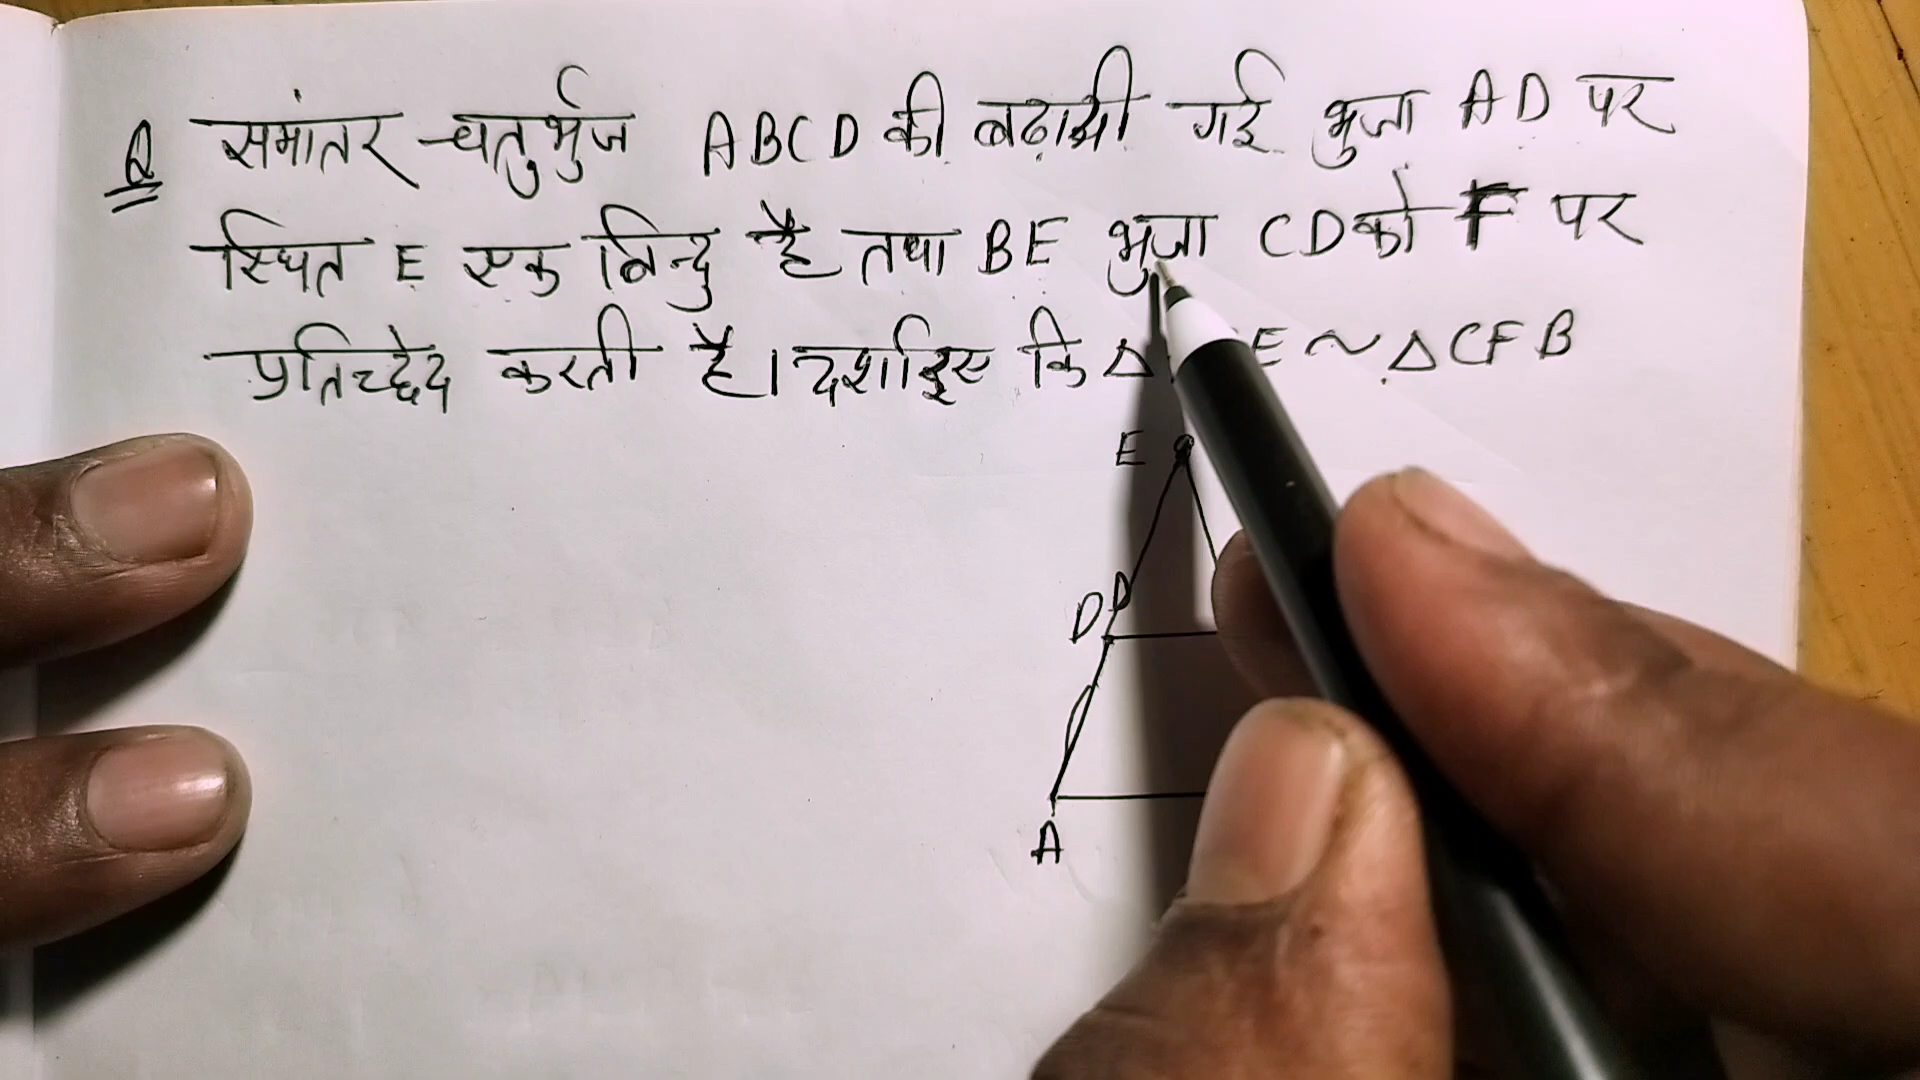 Q समांतर चतुर्भुज ABCD की बढ़ायी गई भुजा AD पर
स्थित E एक बिन्दु है तथा BE भुजा CD को F पर
प्रतिच्छेद करती है। दर्शाइए कि Δ E ~ Δ CFB
E
D D
A